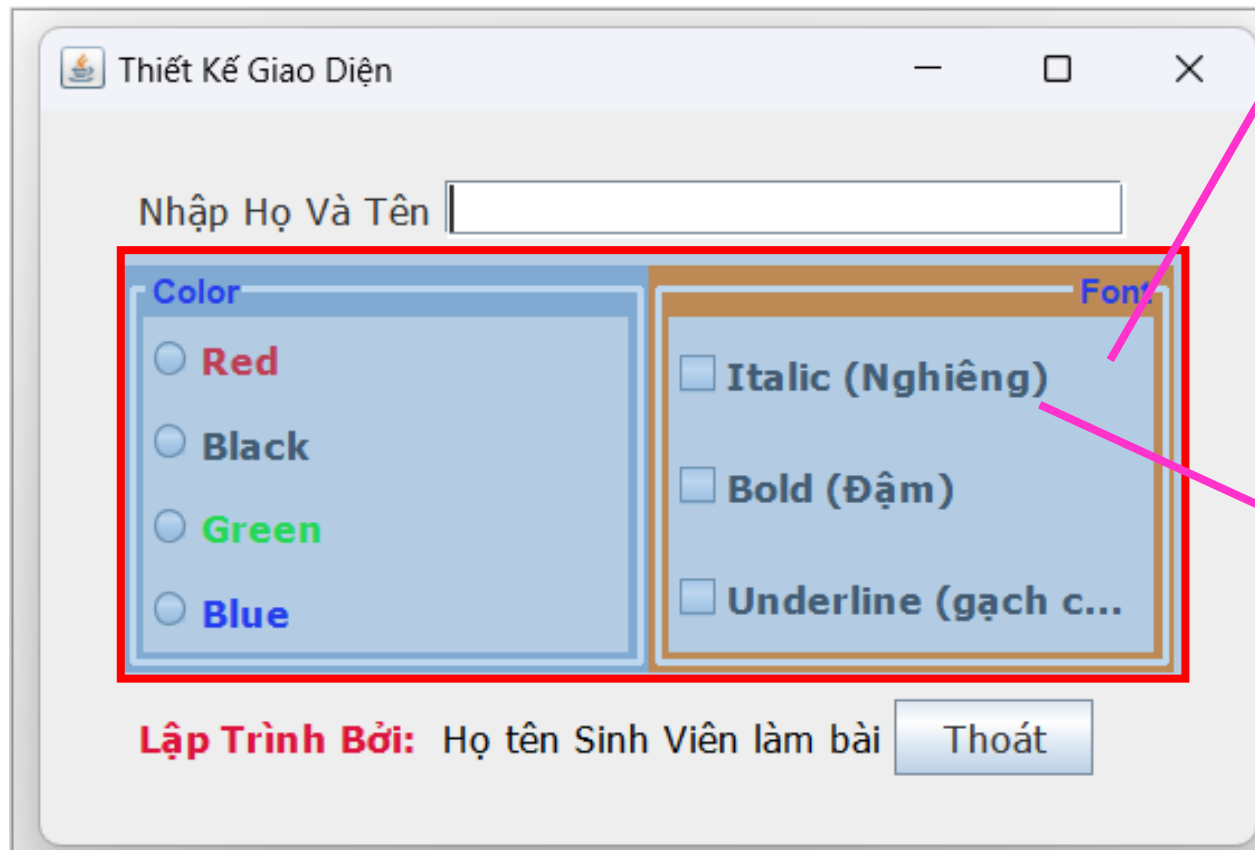 Thiết Kế Giao Diện
Nhập Họ Và Tên
Color
Red
Black
Green
Blue
Font
Italic (Nghiêng)
Bold (Đậm)
Underline (gạch c...
Lập Trình Bởi: Họ tên Sinh Viên làm bài Thoát